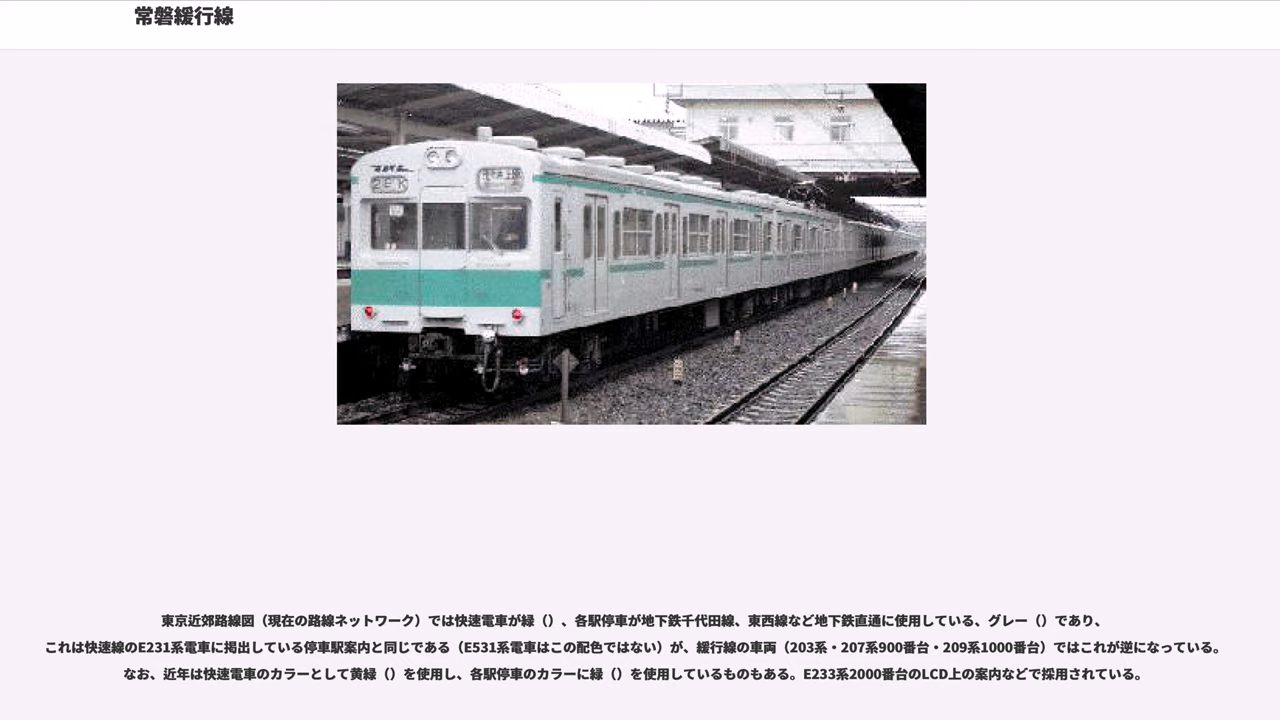 常磐緩行線
25K
東京近郊路線図（現在の路線ネットワーク）では快速電車が緑（）、各駅停車が地下鉄千代田線、東西線など地下鉄直通に使用している、グレー（）であり、
これは快速線のE231系電車に掲出している停車駅案内と同じである（E531系電車はこの配色ではない）が、緩行線の車両（203系・207系900番台・209系1000番台）ではこれが逆になっている。
なお、近年は快速電車のカラーとして黄緑（）を使用し、各駅停車のカラーに緑（）を使用しているものもある。E233系2000番台のLCD上の案内などで採用されている。